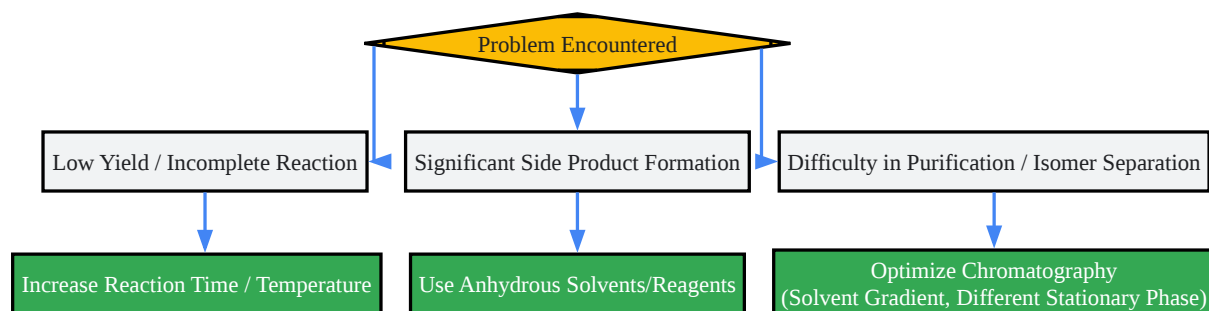 Problem Encountered
Low Yield / Incomplete Reaction
Significant Side Product Formation
Difficulty in Purification / Isomer Separation
Increase Reaction Time / Temperature
Use Anhydrous Solvents/Reagents
Optimize Chromatography
(Solvent Gradient, Different Stationary Phase)